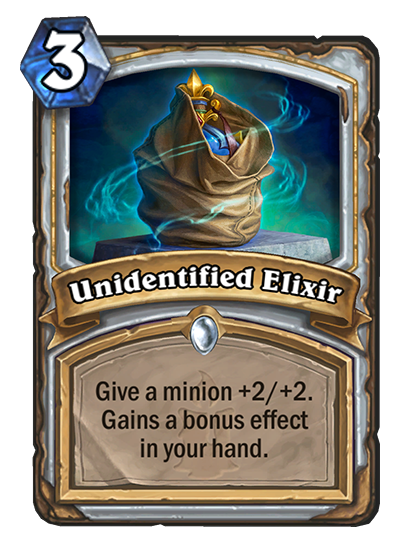 3
Unidentified Elixir
Give a minion +2/+2.
Gains a bonus effect
in your hand.